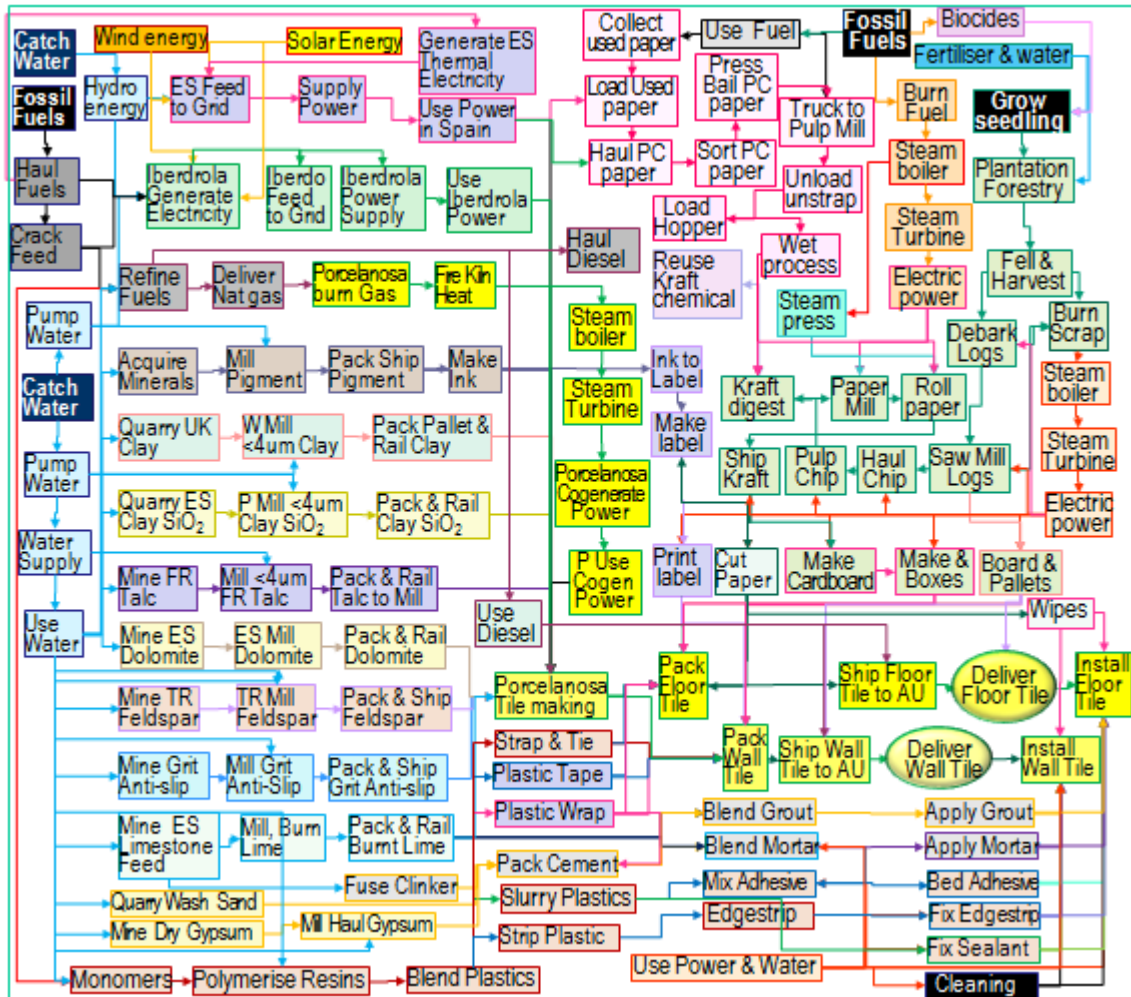 Collect
used paper
Use Fuel
Fossil
Fuels
Biocides
Catch
Water
Wind energy
Solar Energy
Generate ES
Thermal
Electricity
Fertiliser & water
Hydro
energy
ES Feed
to Grid
Supply
Power
Use Power
in Spain
Load Used
paper
Press
Bail PC
paper
Truck to
Pulp Mill
Burn
Fuel
Grow
seedling
Fossil
Fuels
Haul
Fuels
Iberdrola
Generate
Electricity
Iberdo
Feed
to Grid
Iberdrola
Power
Supply
Use
Iberdrola
Power
Haul PC
paper
Sort PC
paper
Unload
unstrap
Steam
boiler
Plantation
Forestry
Crack
Feed
Load
Hopper
Steam
Turbine
Refine
Fuels
Deliver
Nat gas
Porcelanosa
burn Gas
Fire Kiln
Heat
Haul
Diesel
Reuse
Kraft
chemical
Wet
process
Electric
power
Fell &
Harvest
Pump
Water
Steam
boiler
Steam
press
Debark
Logs
Burn
Scrap
Acquire
Minerals
Mill
Pigment
Pack Ship
Pigment
Make
Ink
Ink to
Label
Kraft
digest
Paper
Mill
Roll
paper
Steam
boiler
Catch
Water
Steam
Turbine
Quarry UK
Clay
W Mill
<4um Clay
Pack Pallet &
Rail Clay
Make
label
Ship
Kraft
Pulp
Chip
Haul
Chip
Saw Mill
Logs
Steam
Turbine
Pump
Water
Porcelanosa
Cogenerate
Power
Quarry ES
Clay SiO2
P Mill <4um
Clay SiO2
Pack & Rail
Clay SiO2
Electric
power
Water
Supply
Mine FR
Talc
Mill <4um
FR Talc
Pack & Rail
Talc to Mill
P Use
Cogen
Power
Print
label
Cut
Paper
Make
Cardboard
Make &
Boxes
Board &
Pallets
Use
Water
Use
Diesel
Wipes
Mine ES
Dolomite
ES Mill
Dolomite
Pack & Rail
Dolomite
Mine TR
Feldspar
TR Mill
Feldspar
Pack & Ship
Feldspar
Porcelanosa
Tile making
Pack
Floor
Tile
Ship Floor
Tile to AU
Deliver
Floor Tile
Install
Floor
Tile
Strap & Tie
Pack
Wall
Tile
Ship Wall
Tile to AU
Deliver
Wall Tile
Install
Wall Tile
Mine Grit
Anti-slip
Mill Grit
Anti-Slip
Pack & Ship
Grit Anti-slip
Plastic Tape
Plastic Wrap
Blend Grout
Apply Grout
Mine ES
Limestone
Feed
Mill, Burn
Lime
Pack & Rail
Burnt Lime
Blend Mortar
Apply Mortar
Pack Cement
Fuse Clinker
Mix Adhesive
Bed Adhesive
Quarry Wash Sand
Slurry Plastics
Edgestrip
Fix Edgestrip
Mine Dry Gypsum
Mill Haul Gypsum
Strip Plastic
Fix Sealant
Use Power & Water
Monomers
Polymerise Resins
Blend Plastics
Cleaning